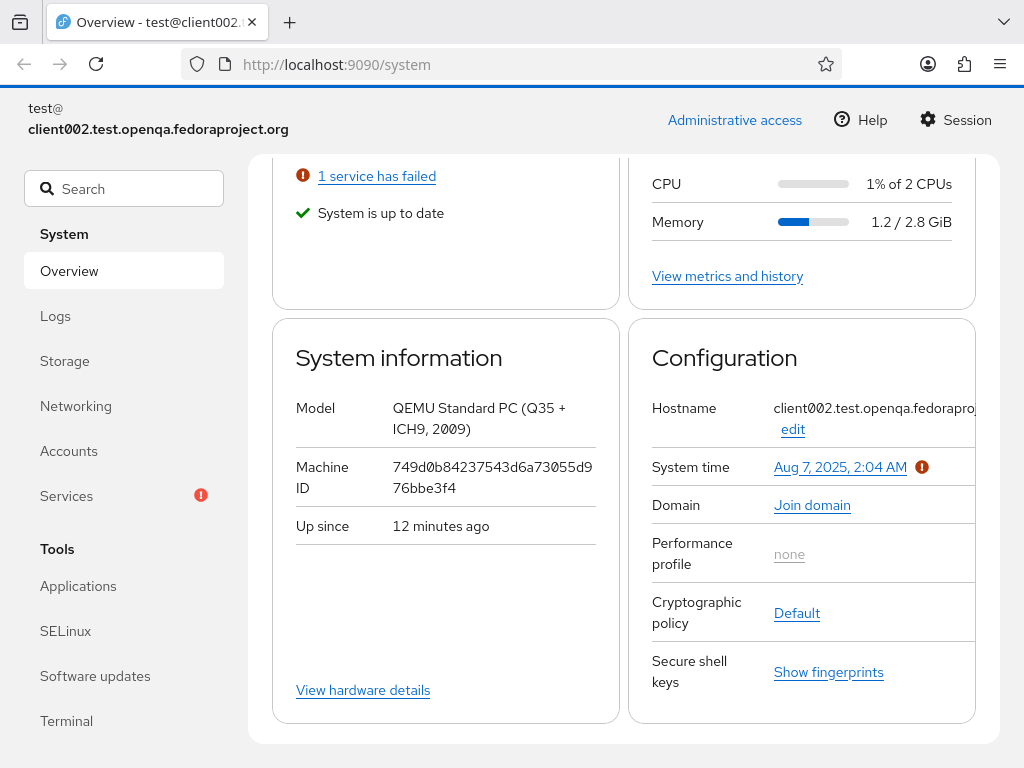 Overview - test@client002.
http://localhost:9090/system
test@
client002.test.openqa.fedoraproject.org
Administrative access
Help
Session
Search
System
Overview
Logs
Storage
Networking
Accounts
Services
Tools
Applications
SELinux
Software updates
Terminal
1 service has failed
System is up to date
CPU 1% of 2 CPUs
Memory 1.2 / 2.8 GiB
View metrics and history
System information
Model QEMU Standard PC (Q35 +
ICH9, 2009)
Machine 749d0b84237543d6a73055d9
ID 76bbe3f4
Up since 12 minutes ago
View hardware details
Configuration
Hostname client002.test.openqa.fedoraproj
edit
System time Aug 7, 2025, 2:04 AM
Domain Join domain
Performance
profile
none
Cryptographic
policy
Default
Secure shell
keys
Show fingerprints